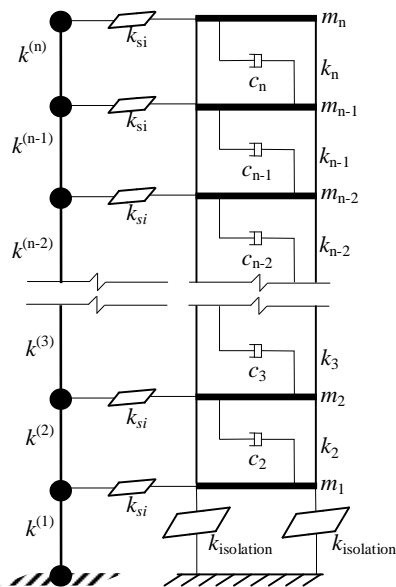 m_n
k_si
k^(n)
k_n
c_n
m_n-1
k_si
k^(n-1)
k_n-1
c_n-1
m_n-2
k_si
k^(n-2)
k_n-2
c_n-2
k^(3)
k_3
c_3
m_2
k_si
k^(2)
k_2
c_2
m_1
k_si
k^(1)
k_isolation
k_isolation